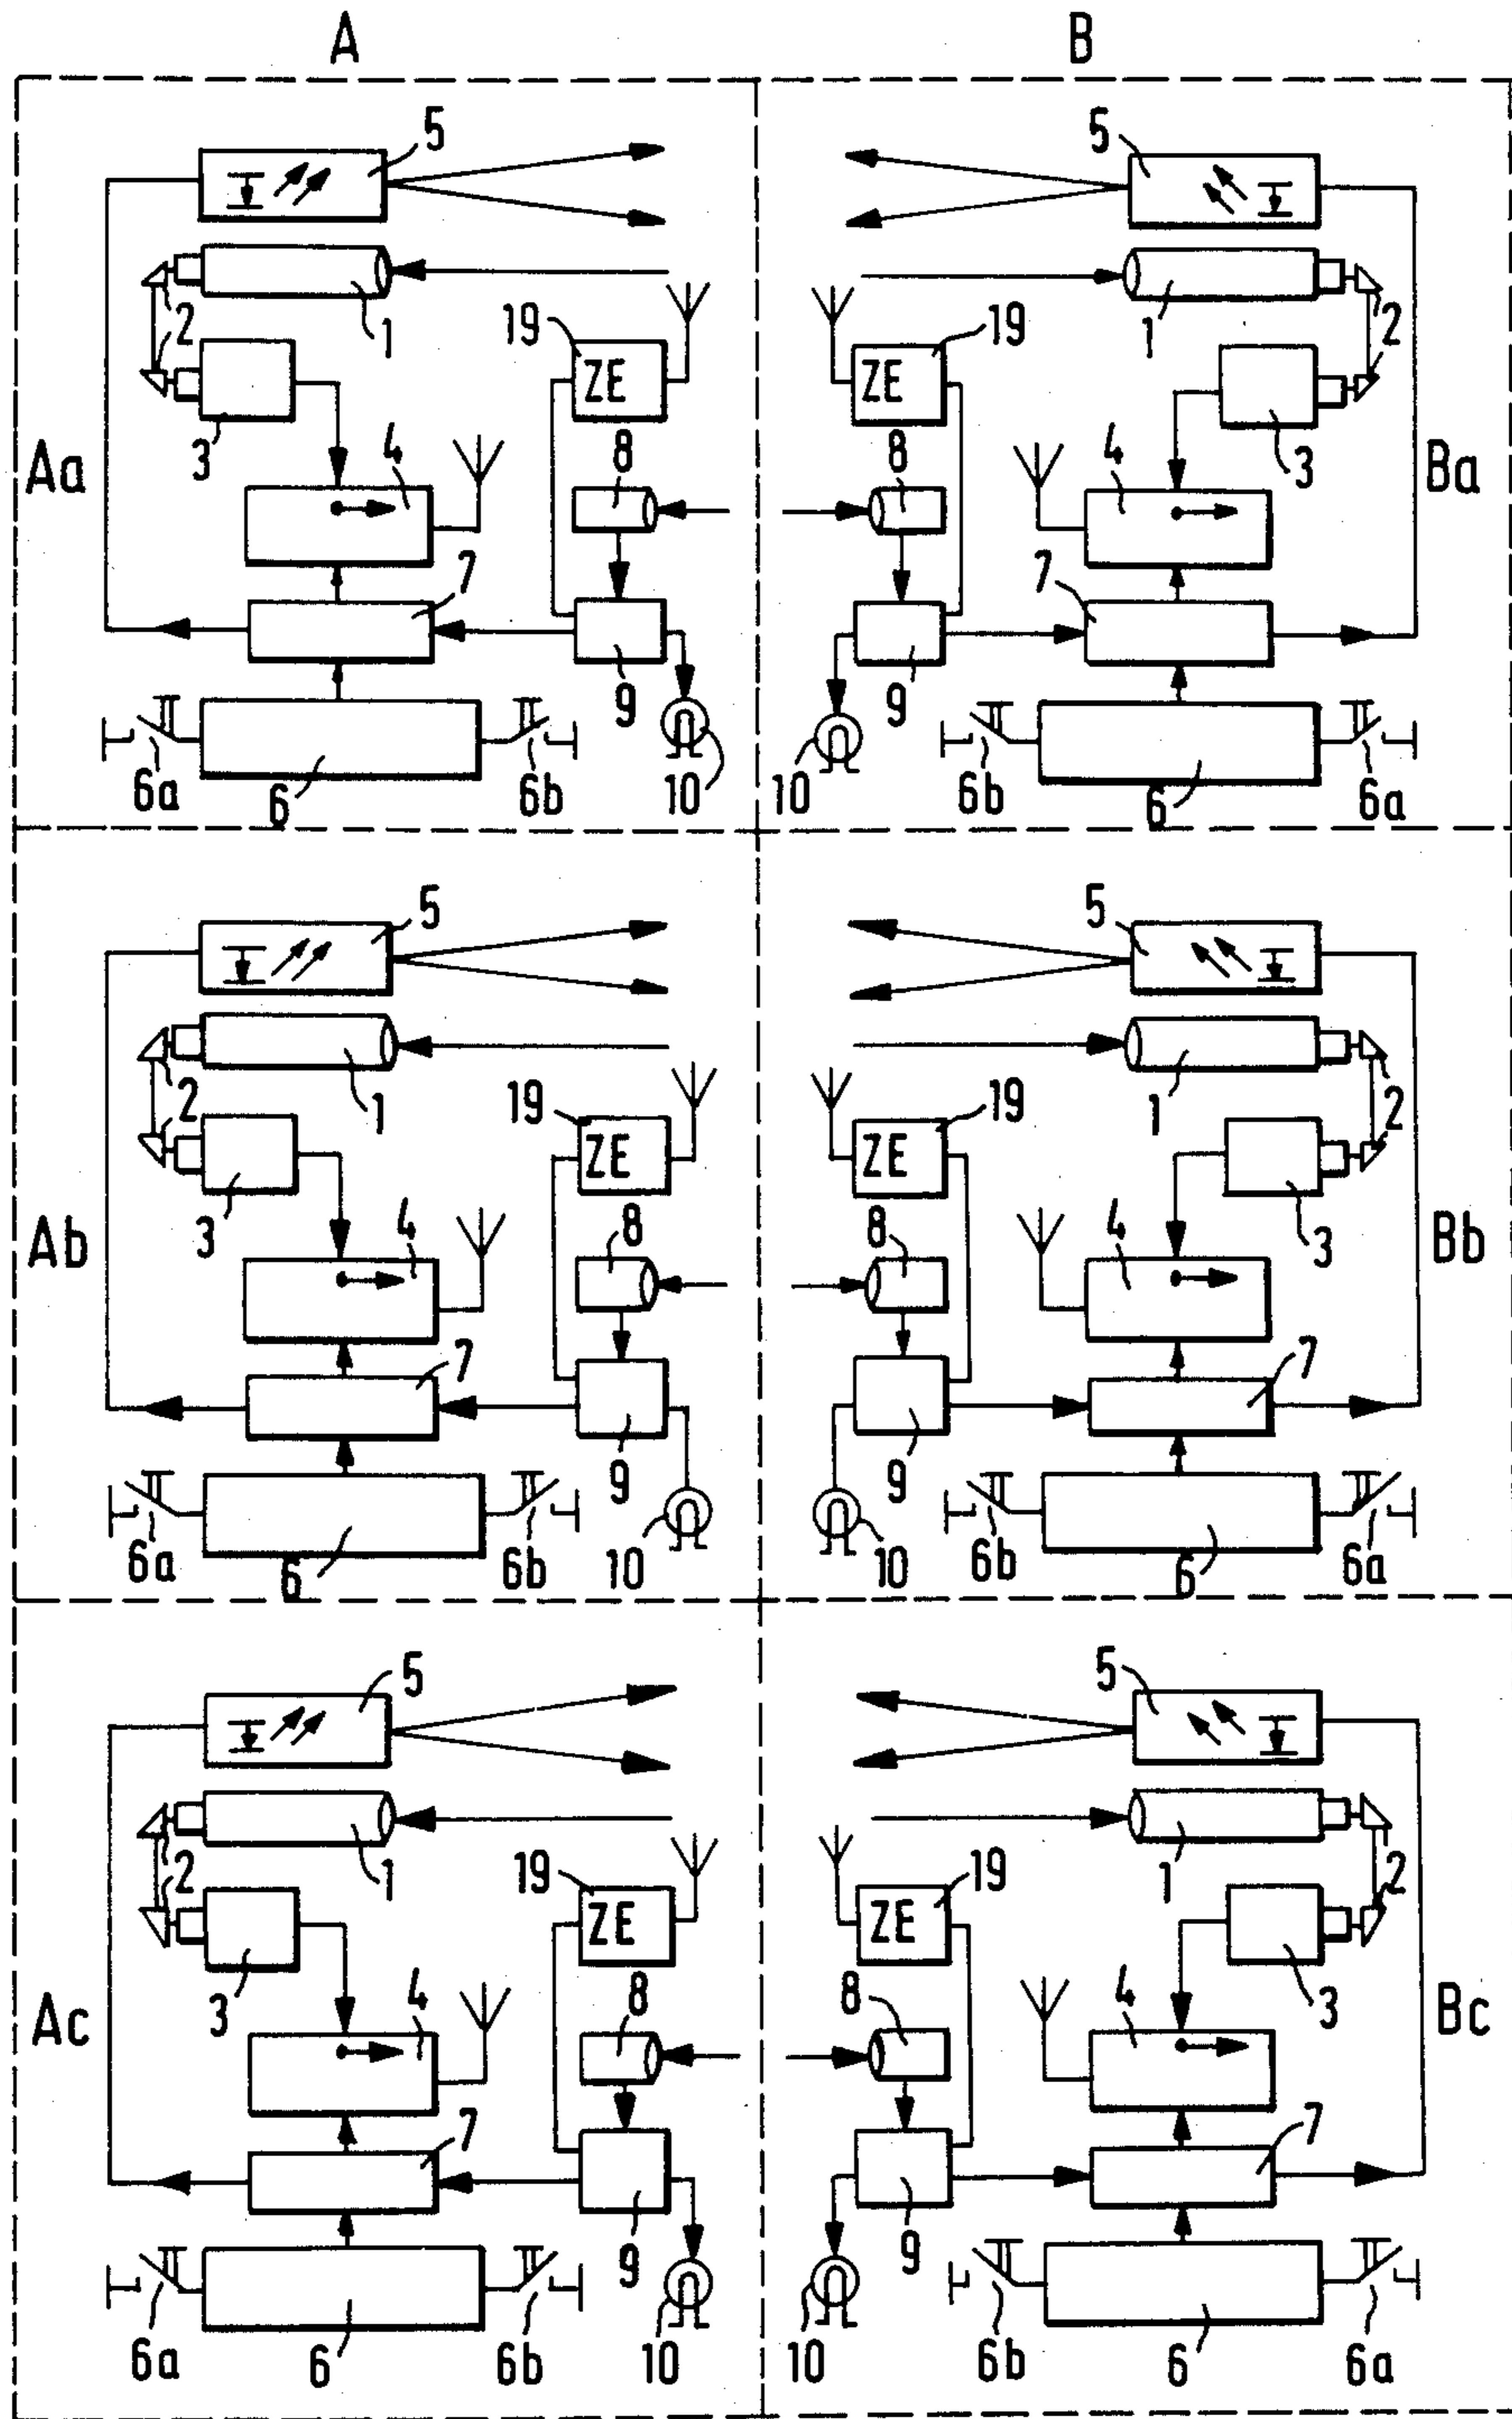 A B
5 5
1 2 19 19 1 2
2 ZE ZE
3 8 8 4 3
Aa 4 Ba
7 7
9 9
6a 6 6b 10 10 6b 6 6a
5 5
1 2 19 19 1 2
ZE ZE
3 4 8 8 4 3
Ab Bb
7 7
9 9
6a 6 6b 10 10 6b 6 6a
5 5
1 2 19 19 1 2
ZE ZE
3 4 8 8 4 3
Ac Bc
7 7
9 9
6a 6 6b 10 10 6b 6 6a